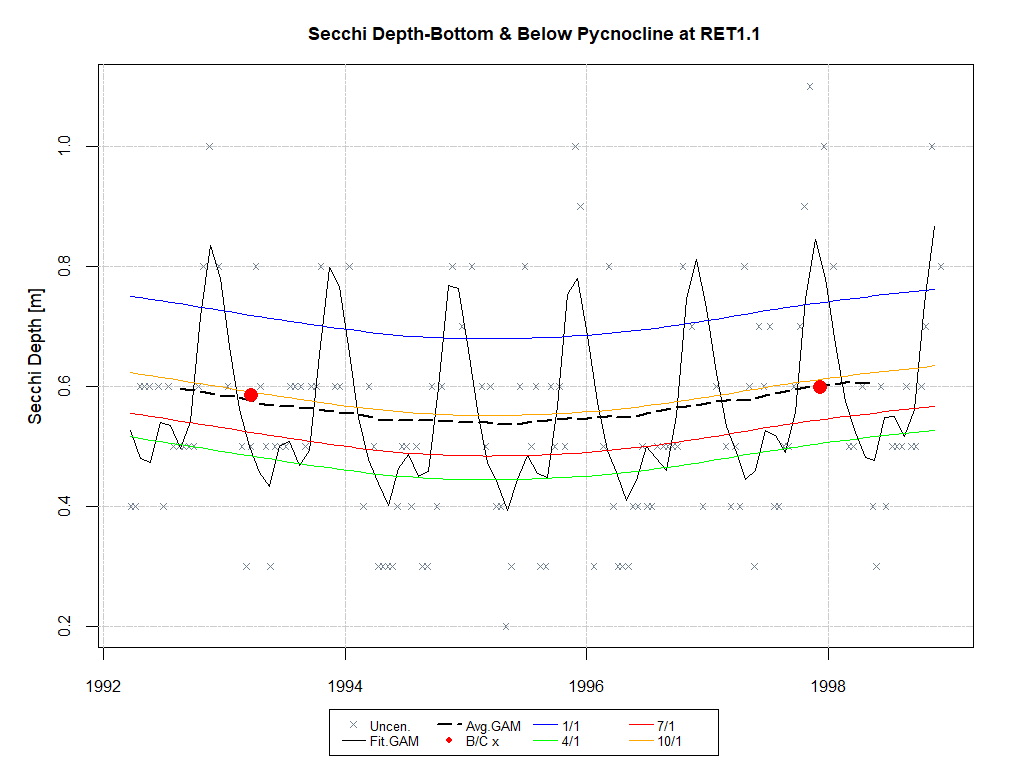 Secchi Depth-Bottom & Below Pycnocline at RET1.1
Secchi Depth [m]
1.0
0.8
0.6
0.4
0.2
1992 1994 1996 1998
Uncen. Avg.GAM 1/1 7/1
Fit.GAM B/C x 4/1 10/1